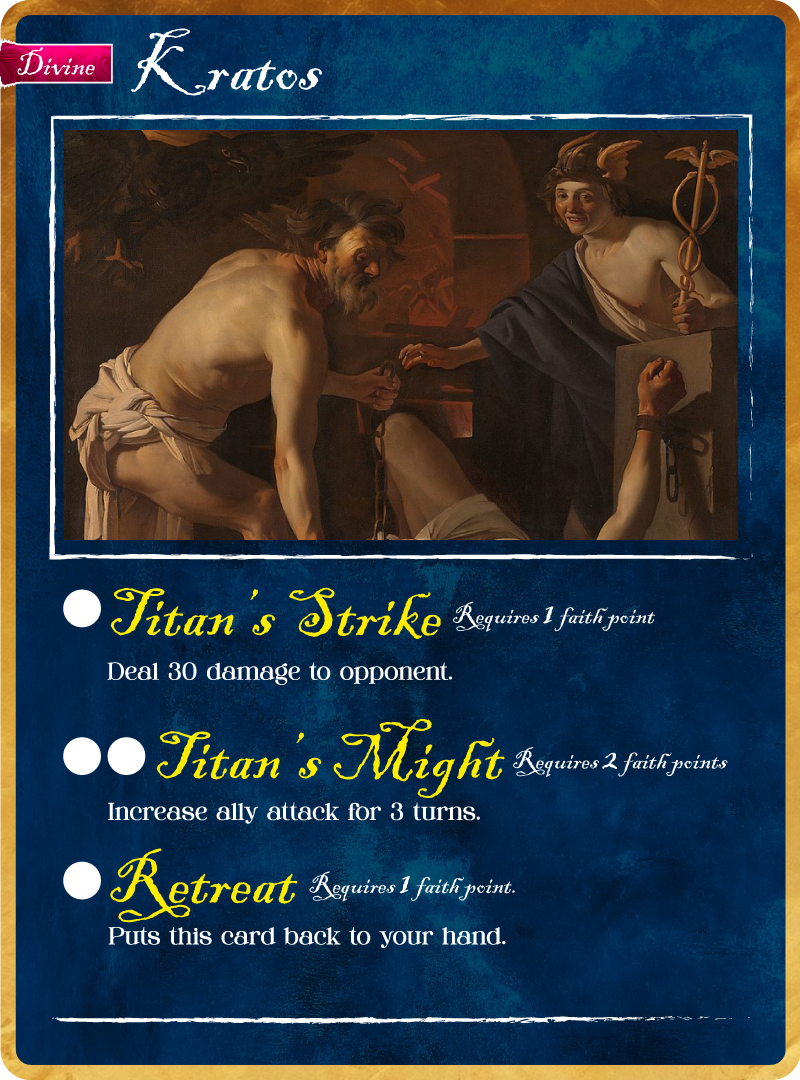 Divine
Kratos
Titan's Strike Requires 1 faith point
Deal 30 damage to opponent.
Titan's Might Requires 2 faith points
Increase ally attack for 3 turns.
Retreat Requires 1 faith point.
Puts this card back to your hand.